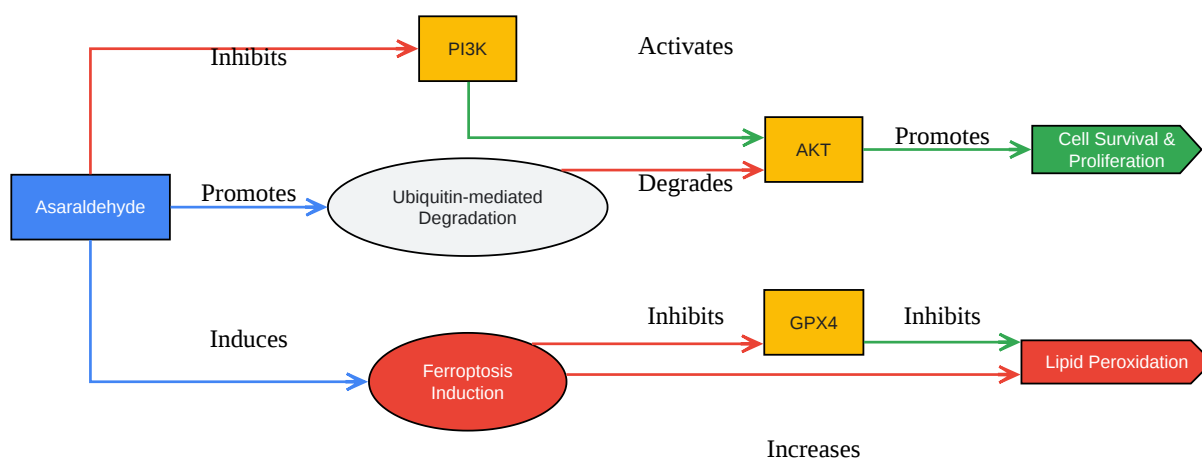 Inhibits
PI3K
Activates
AKT
Promotes
Cell Survival &
Proliferation
Asaraldehyde
Promotes
Ubiquitin-mediated
Degradation
Degrades
Induces
Ferroptosis
Induction
Inhibits
GPX4
Inhibits
Lipid Peroxidation
Increases